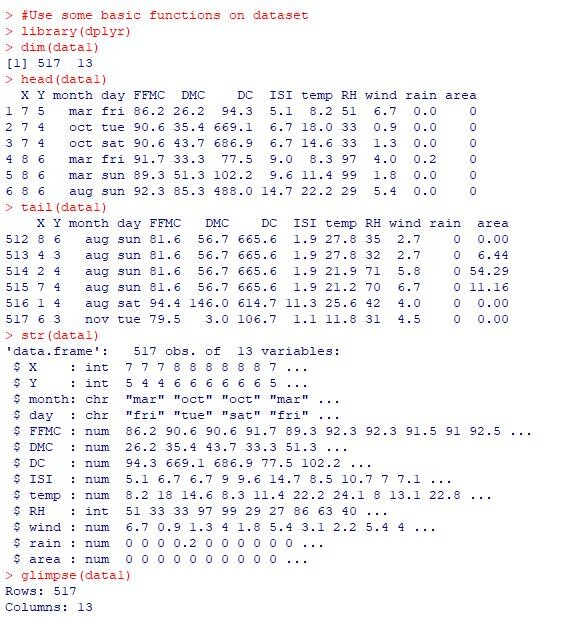 > #Use some basic functions on dataset
> library(dplyr)
> dim(data1)
[1] 517  13
> head(data1)
  X Y month day FFMC  DMC    DC  ISI temp RH wind rain area
1 7 5   mar fri 86.2 26.2  94.3  5.1  8.2 51  6.7  0.0    0
2 7 4   oct tue 90.6 35.4 669.1  6.7 18.0 33  0.9  0.0    0
3 7 4   oct sat 90.6 43.7 686.9  6.7 14.6 33  1.3  0.0    0
4 8 6   mar fri 91.7 33.3  77.5  9.0  8.3 97  4.0  0.2    0
5 8 6   mar sun 89.3 51.3 102.2  9.6 11.4 99  1.8  0.0    0
6 8 6   aug sun 92.3 85.3 488.0 14.7 22.2 29  5.4  0.0    0
> tail(data1)
    X Y month day FFMC   DMC    DC  ISI temp RH wind rain  area
512 8 6   aug sun 81.6  56.7 665.6  1.9 27.8 35  2.7    0  0.00
513 4 3   aug sun 81.6  56.7 665.6  1.9 27.8 32  2.7    0  6.44
514 2 4   aug sun 81.6  56.7 665.6  1.9 21.9 71  5.8    0 54.29
515 7 4   aug sun 81.6  56.7 665.6  1.9 21.2 70  6.7    0 11.16
516 1 4   aug sat 94.4 146.0 614.7 11.3 25.6 42  4.0    0  0.00
517 6 3   nov tue 79.5   3.0 106.7  1.1 11.8 31  4.5    0  0.00
> str(data1)
'data.frame':   517 obs. of  13 variables:
 $ X    : int  7 7 7 8 8 8 8 8 8 7 ...
 $ Y    : int  5 4 4 6 6 6 6 6 6 5 ...
 $ month: chr  "mar" "oct" "oct" "mar" ...
 $ day  : chr  "fri" "tue" "sat" "fri" ...
 $ FFMC : num  86.2 90.6 90.6 91.7 89.3 92.3 92.3 91.5 91 92.5 ...
 $ DMC  : num  26.2 35.4 43.7 33.3 51.3 ...
 $ DC   : num  94.3 669.1 686.9 77.5 102.2 ...
 $ ISI  : num  5.1 6.7 6.7 9 9.6 14.7 8.5 10.7 7 7.1 ...
 $ temp : num  8.2 18 14.6 8.3 11.4 22.2 24.1 8 13.1 22.8 ...
 $ RH   : num  51 33 33 97 99 29 27 86 63 40 ...
 $ wind : num  6.7 0.9 1.3 4 1.8 5.4 3.1 2.2 5.4 4 ...
 $ rain : num  0 0 0 0.2 0 0 0 0 0 0 ...
 $ area : num  0 0 0 0 0 0 0 0 0 0 ...
> glimpse(data1)
Rows: 517
Columns: 13